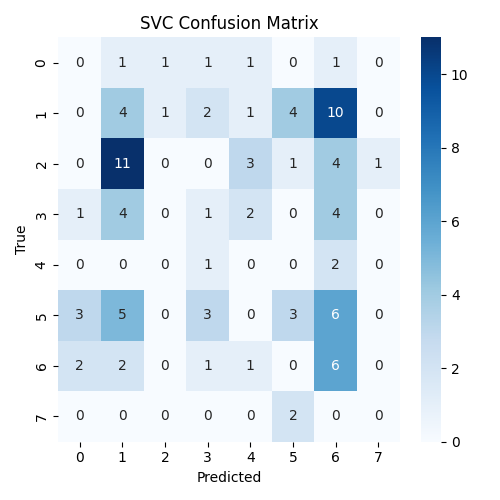 SVC Confusion Matrix
0 0 1 1 1 1 0 1 0
1 0 4 1 2 1 4 10 0
2 0 11 0 0 3 1 4 1
3 1 4 0 1 2 0 4 0
4 0 0 0 1 0 0 2 0
5 3 5 0 3 0 3 6 0
6 2 2 0 1 1 0 6 0
7 0 0 0 0 0 2 0 0
0 1 2 3 4 5 6 7
True
Predicted
10
8
6
4
2
0